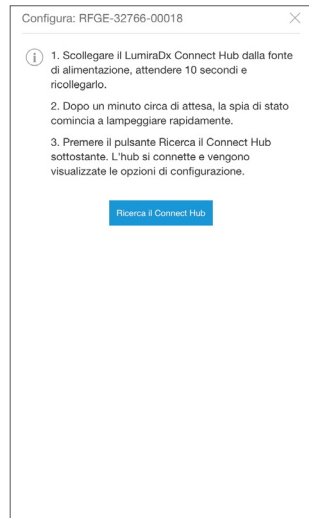 Configura: RFGE-32766-00018
1. Scollegare il LumiraDx Connect Hub dalla fonte
di alimentazione, attendere 10 secondi e
ricollegarlo.
2. Dopo un minuto circa di attesa, la spia di stato
comincia a lampeggiare rapidamente.
3. Premere il pulsante Ricerca il Connect Hub
sottostante. L'hub si connette e vengono
visualizzate le opzioni di configurazione.
Ricerca il Connect Hub